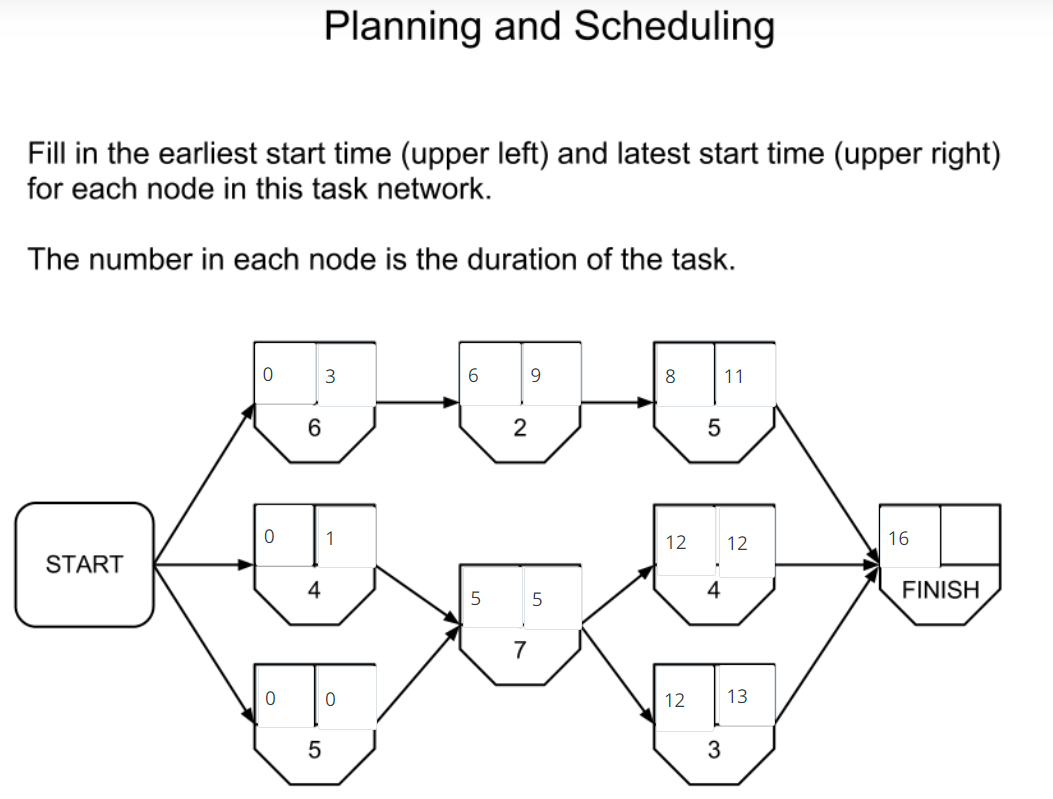 Planning and Scheduling
Fill in the earliest start time (upper left) and latest start time (upper right)
for each node in this task network.
The number in each node is the duration of the task.
0 3
6
6 9
2
8 11
5
START
0 1
4
5 5
7
12 12
4
16
FINISH
0 0
5
12 13
3